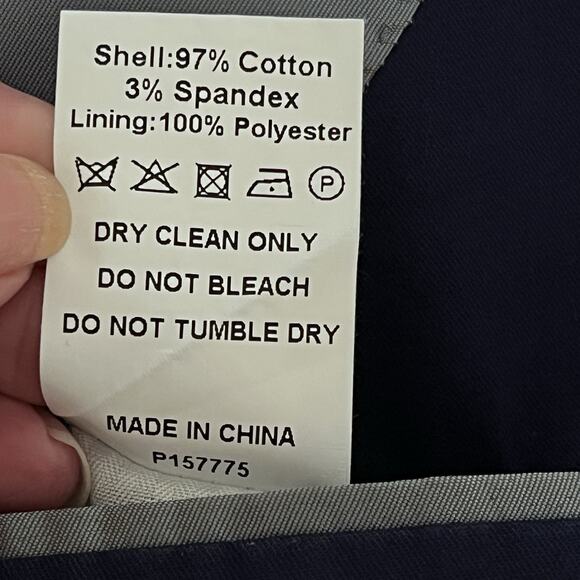 Shell:97% Cotton
3% Spandex
Lining:100% Polyester
P
DRY CLEAN ONLY
DO NOT BLEACH
DO NOT TUMBLE DRY
MADE IN CHINA
P157775